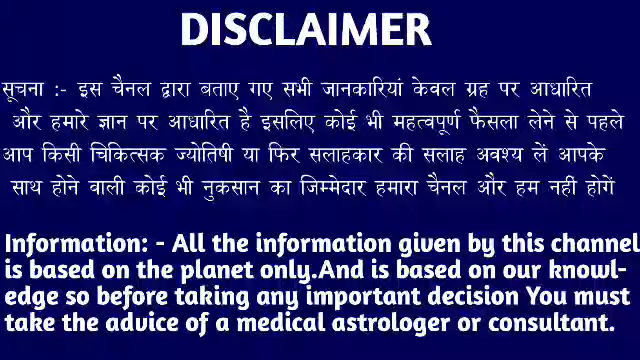 DISCLAIMER
सूचना :- इस चैनल द्वारा बताए गए सभी जानकारियां केवल ग्रह पर आधारित
और हमारे ज्ञान पर आधारित है इसलिए कोई भी महत्वपूर्ण फैसला लेने से पहले
आप किसी चिकित्सक ज्योतिषी या फिर सलाहकार की सलाह अवश्य लें आपके
साथ होने वाली कोई भी नुकसान का जिम्मेदार हमारा चैनल और हम नहीं होगें
Information: - All the information given by this channel
is based on the planet only.And is based on our knowl-
edge so before taking any important decision You must
take the advice of a medical astrologer or consultant.